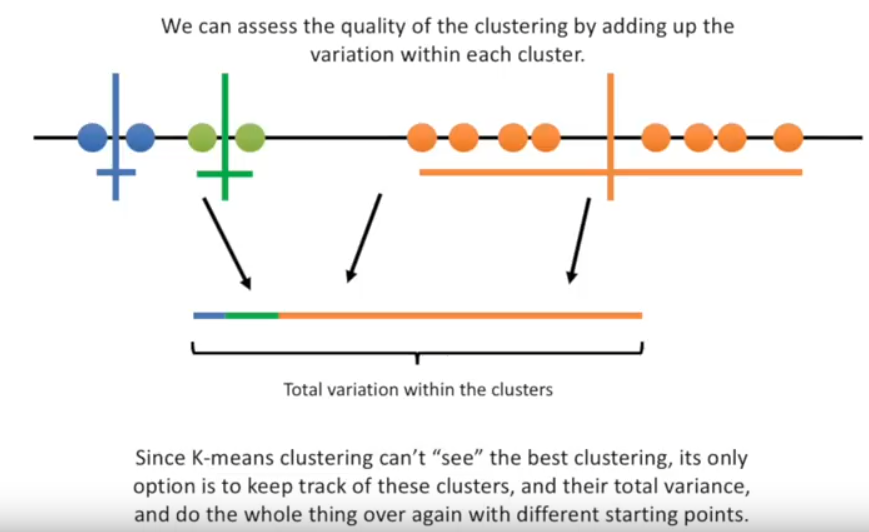 We can assess the quality of the clustering by adding up the
variation within each cluster.
Total variation within the clusters
Since K-means clustering can’t “see” the best clustering, its only
option is to keep track of these clusters, and their total variance,
and do the whole thing over again with different starting points.